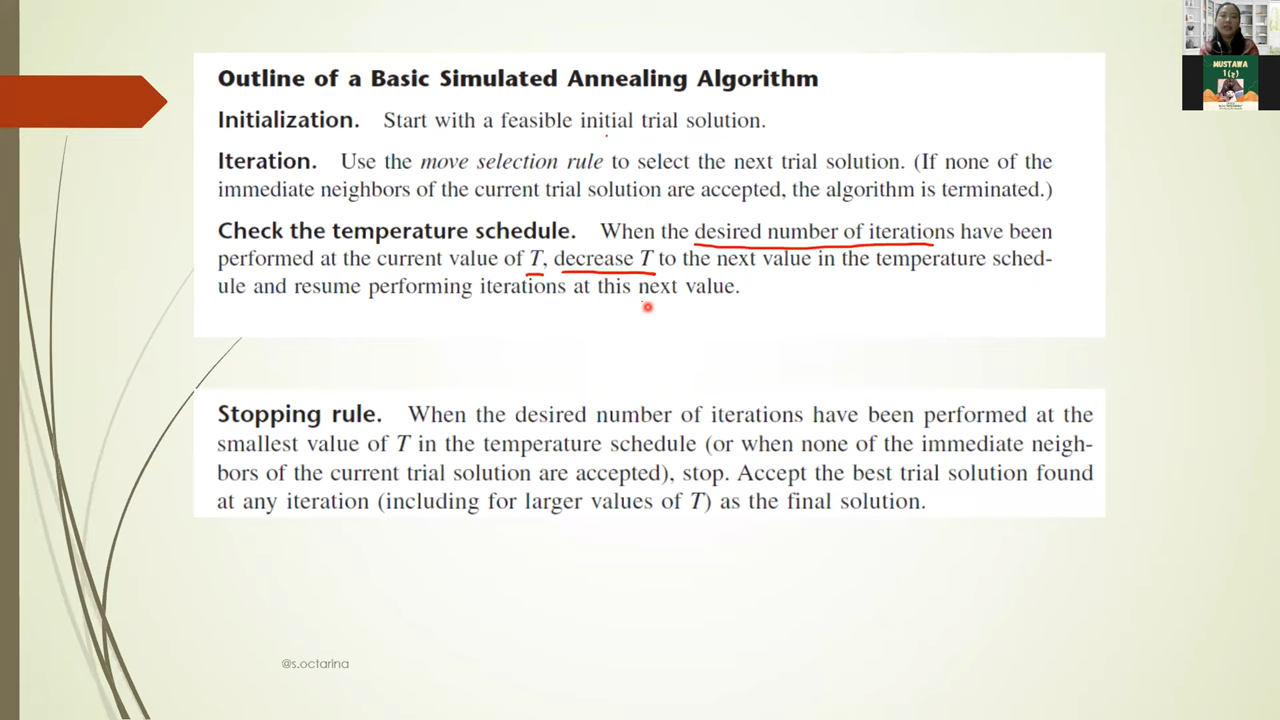 MUSTAWA
1(2)
Outline of a Basic Simulated Annealing Algorithm
Initialization. Start with a feasible initial trial solution.
Iteration. Use the move selection rule to select the next trial solution. (If none of the
immediate neighbors of the current trial solution are accepted, the algorithm is terminated.)
Check the temperature schedule. When the desired number of iterations have been
performed at the current value of T, decrease T to the next value in the temperature sched-
ule and resume performing iterations at this next value.
Stopping rule. When the desired number of iterations have been performed at the
smallest value of T in the temperature schedule (or when none of the immediate neigh-
bors of the current trial solution are accepted), stop. Accept the best trial solution found
at any iteration (including for larger values of T) as the final solution.
@s.octarina